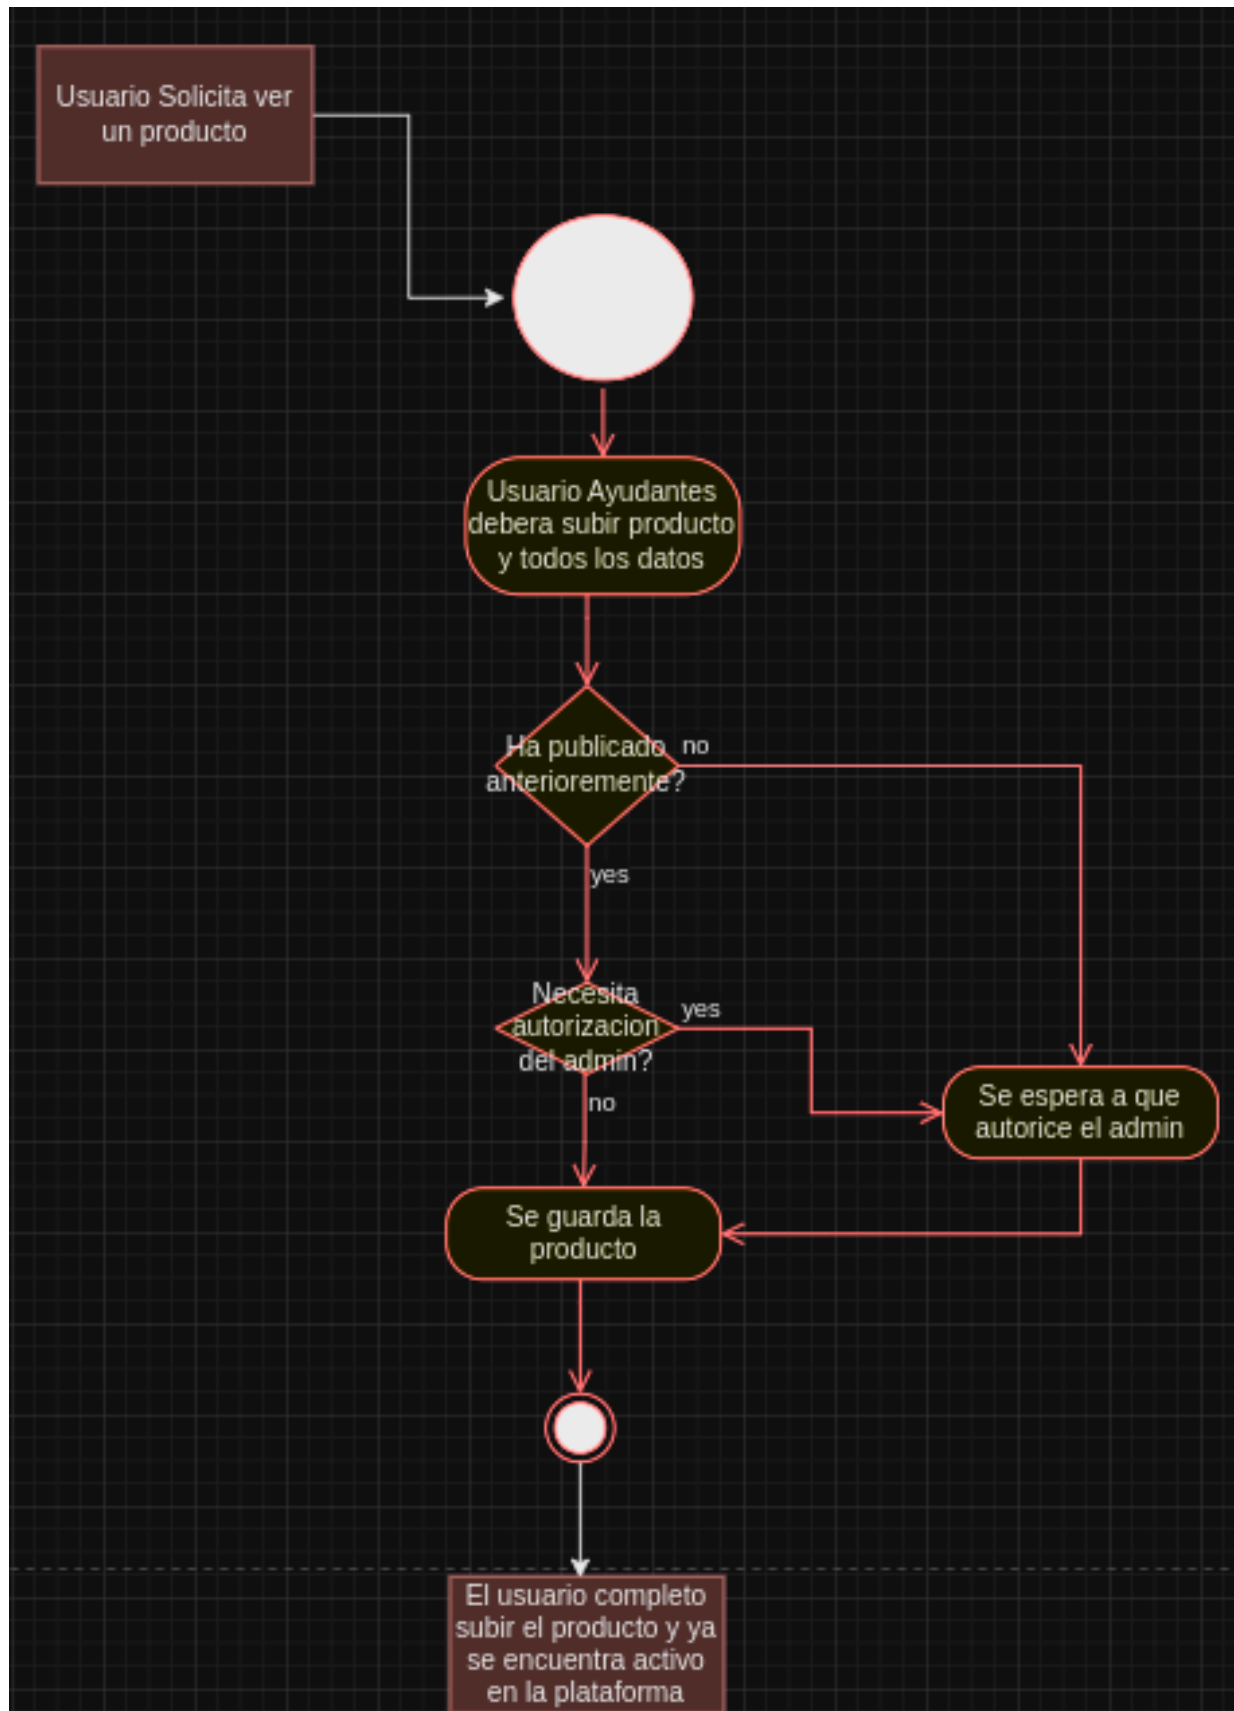 Usuario Solicita ver
un producto
Usuario Ayudantes
debera subir producto
y todos los datos
Ha publicado
anterioremente?
no
yes
Necesita
autorizacion
del admin?
yes
no
Se espera a que
autorice el admin
Se guarda la
producto
El usuario completo
subir el producto y ya
se encuentra activo
en la plataforma